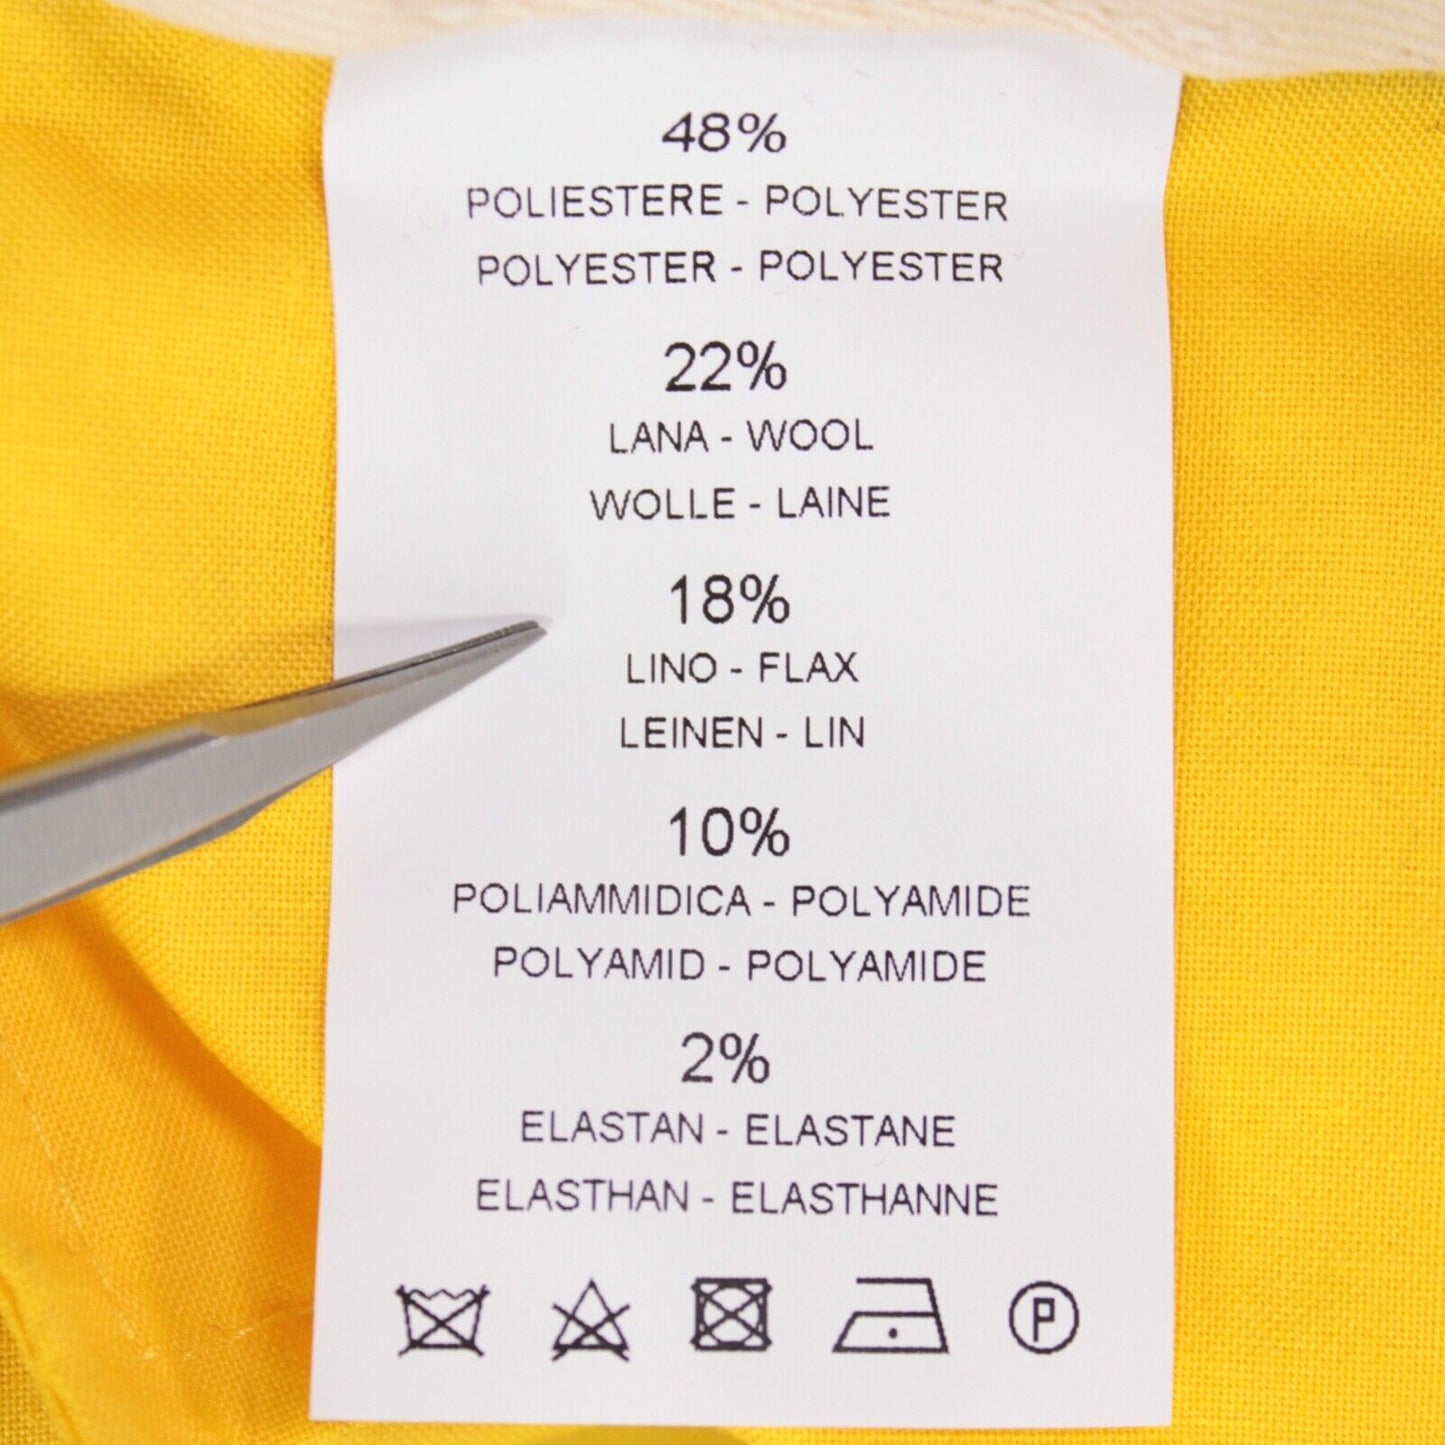 48%
POLIESTERE - POLYESTER
POLYESTER - POLYESTER
22%
LANA - WOOL
WOLLE - LAINE
18%
LINO - FLAX
LEINEN - LIN
10%
POLIAMMIDICA - POLYAMIDE
POLYAMID - POLYAMIDE
2%
ELASTAN - ELASTANE
ELASTHAN - ELASTHANNE
P